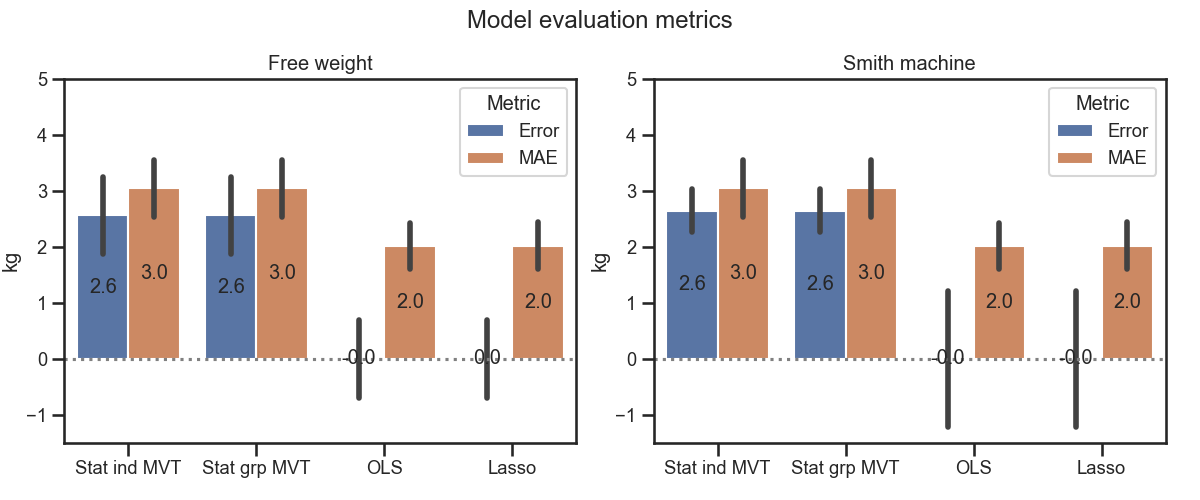 Model evaluation metrics
Free weight
5
4
3
2
1
0
−1
kg
Metric
Error
MAE
2.6
3.0
2.6
3.0
-0.0
2.0
0.0
2.0
Stat ind MVT
Stat grp MVT
OLS
Lasso
Smith machine
5
4
3
2
1
0
−1
kg
Metric
Error
MAE
2.6
3.0
2.6
3.0
-0.0
2.0
-0.0
2.0
Stat ind MVT
Stat grp MVT
OLS
Lasso